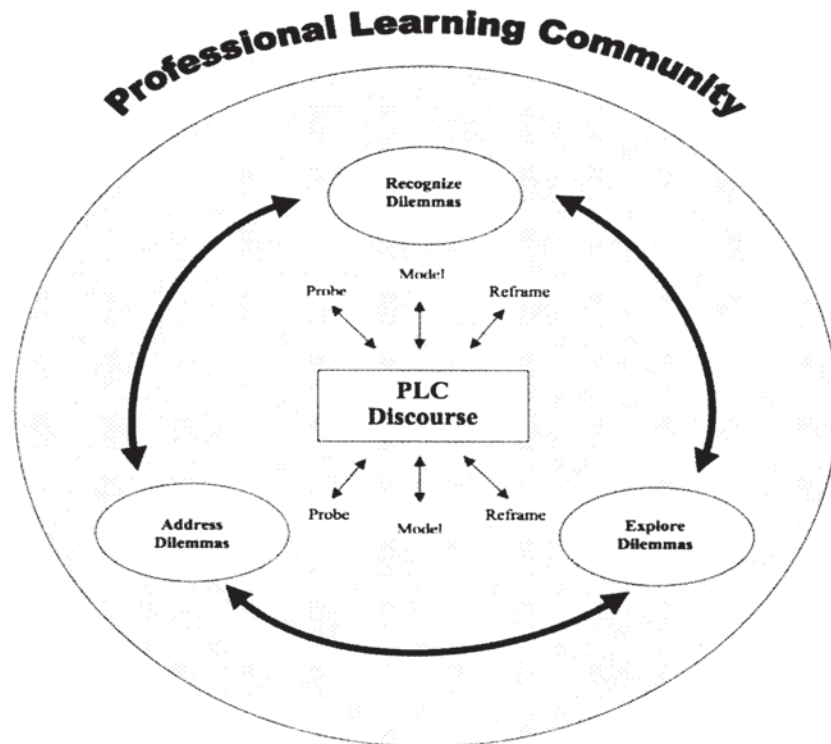 Professional Learning Community
Recognize
Dilemmas
Model
Probe
Reframe
PLC
Discourse
Probe
Model
Reframe
Address
Dilemmas
Explore
Dilemmas